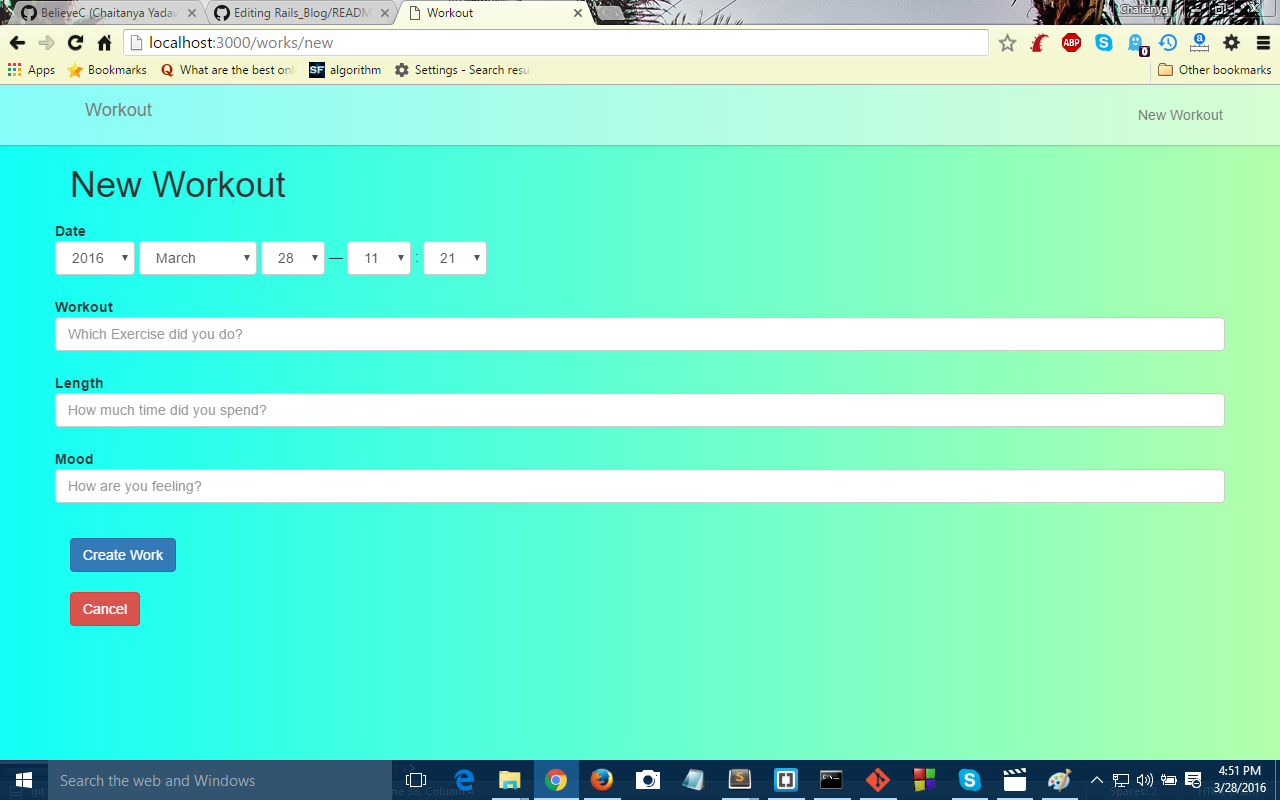 BelieveC (Chaitanya Yadav
Editing Rails_Blog/READM
Workout
Chaitanya
localhost:3000/works/new
ABP
0
Apps
Bookmarks
Q What are the best onl
SF algorithm
Settings - Search resu
Other bookmarks
Workout
New Workout
New Workout
Date
2016 March 28 — 11 : 21
Workout
Which Exercise did you do?
Length
How much time did you spend?
Mood
How are you feeling?
Create Work
Cancel
Search the web and Windows
4:51 PM
3/28/2016